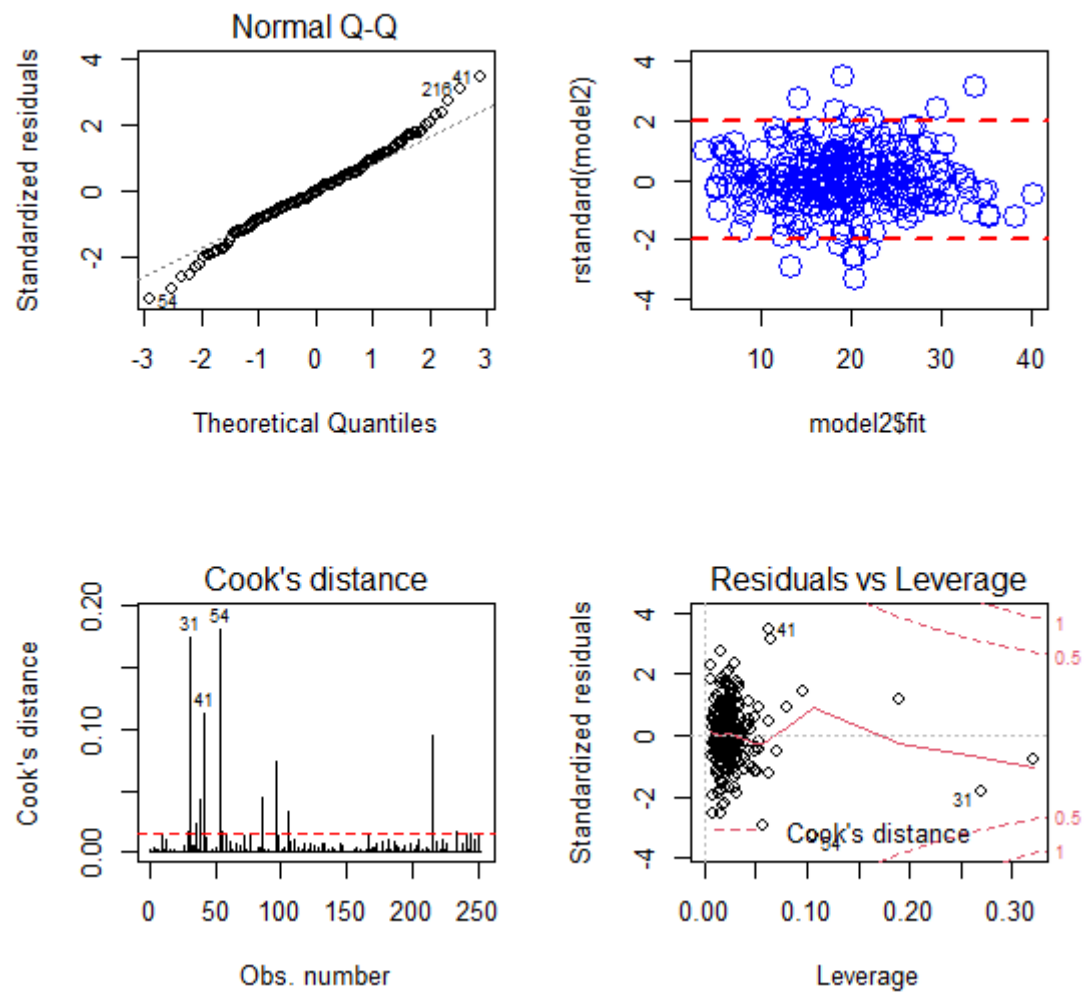 Normal Q-Q
Standardized residuals
4
2
0
-2
216
41
54
-3 -2 -1 0 1 2 3
Theoretical Quantiles
rstandard(model2)
4
2
0
-2
-4
10 20 30 40
model2$fit
Cook's distance
Cook's distance
0.20
0.10
0.00
31
54
41
0 50 100 150 200 250
Obs. number
Residuals vs Leverage
Standardized residuals
4
2
0
-2
-4
41
31
54
Cook's distance
1
0.5
0.5
1
0.00 0.10 0.20 0.30
Leverage